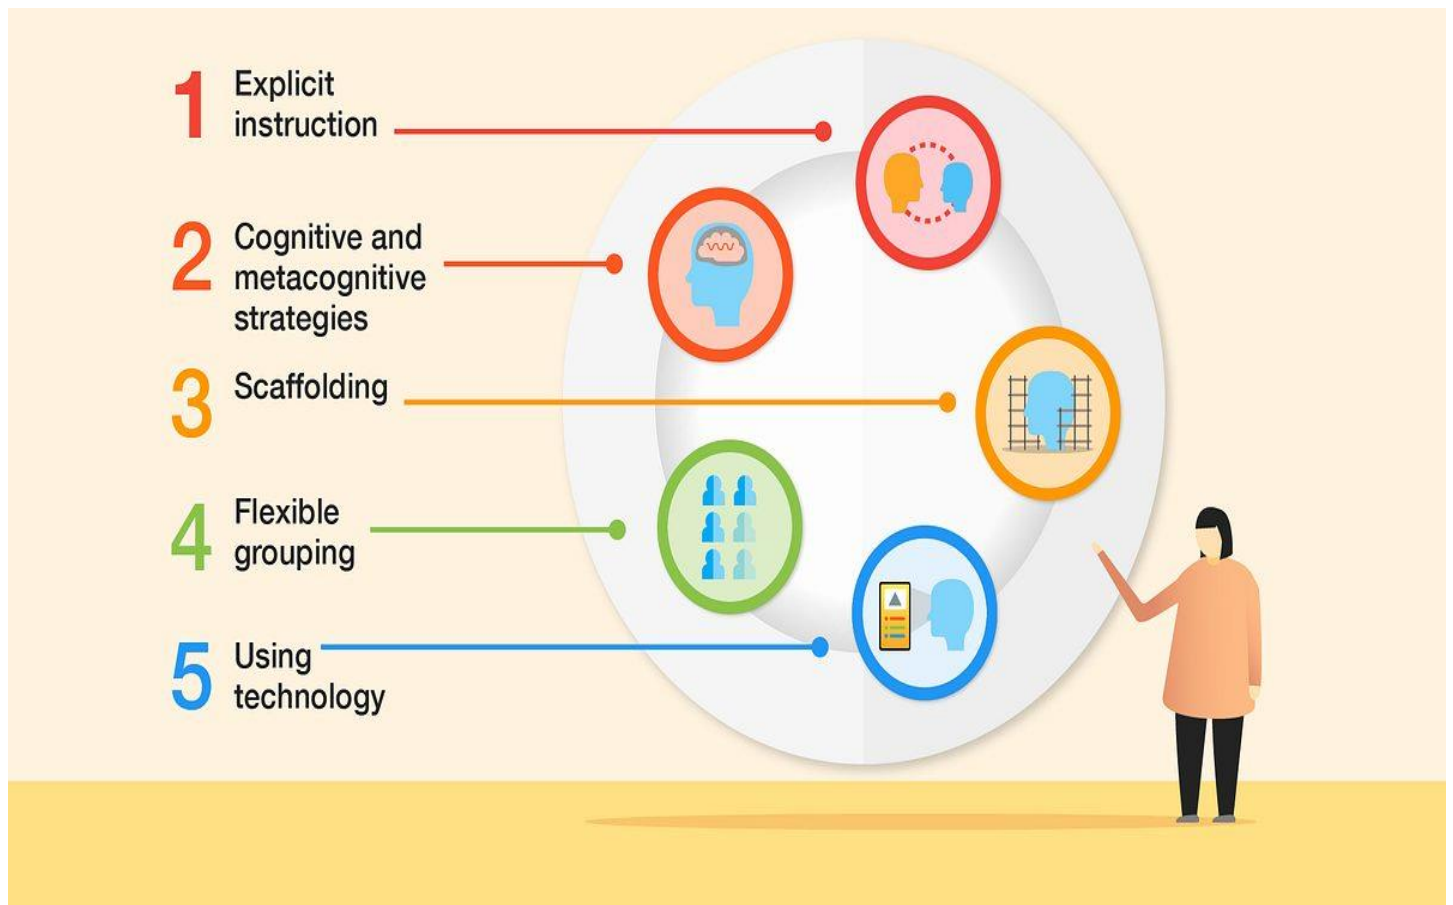 1 Explicit
instruction
2 Cognitive and
metacognitive
strategies
3 Scaffolding
4 Flexible
grouping
5 Using
technology